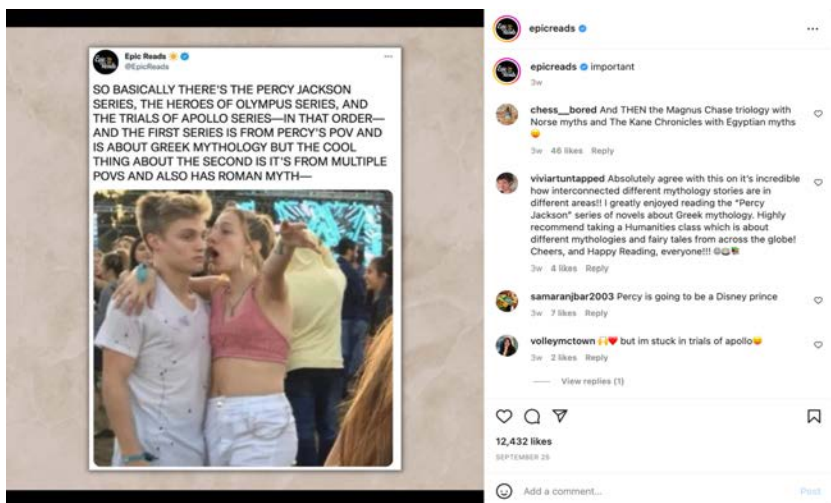 Epic Reads
@EpicReads
SO BASICALLY THERE'S THE PERCY JACKSON
SERIES, THE HEROES OF OLYMPUS SERIES, AND
THE TRIALS OF APOLLO SERIES—IN THAT ORDER—
AND THE FIRST SERIES IS FROM PERCY'S POV AND
IS ABOUT GREEK MYTHOLOGY BUT THE COOL
THING ABOUT THE SECOND IS IT'S FROM MULTIPLE
POVS AND ALSO HAS ROMAN MYTH—
epicreads
epicreads important
3w
chess__bored And THEN the Magnus Chase triology with
Norse myths and The Kane Chronicles with Egyptian myths
3w 46 likes Reply
viviartuntapped Absolutely agree with this on it's incredible
how interconnected different mythology stories are in
different areas!! I greatly enjoyed reading the "Percy
Jackson" series of novels about Greek mythology. Highly
recommend taking a Humanities class which is about
different mythologies and fairy tales from across the globe!
Cheers, and Happy Reading, everyone!!!
3w 4 likes Reply
samaranjbar2003 Percy is going to be a Disney prince
3w 7 likes Reply
volleymctown 🙌❤️ but im stuck in trials of apollo
3w 2 likes Reply
View replies (1)
12,432 likes
SEPTEMBER 25
Add a comment...
Post